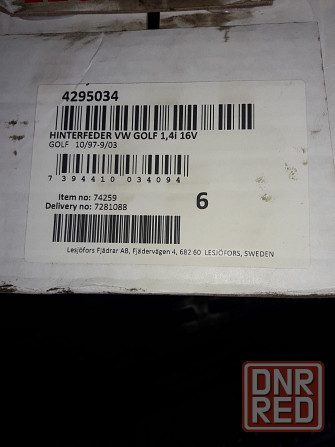 4295034
HINTERFEDER VW GOLF 1,4i 16V
GOLF 10/97-9/03
7 394410 034094
Item no: 74259
Delivery no: 7281088
6
Lesjöfors Fjädrar AB, Fjädervägen 4, 682 60 LESJÖFORS, SWEDEN
DNR
RED